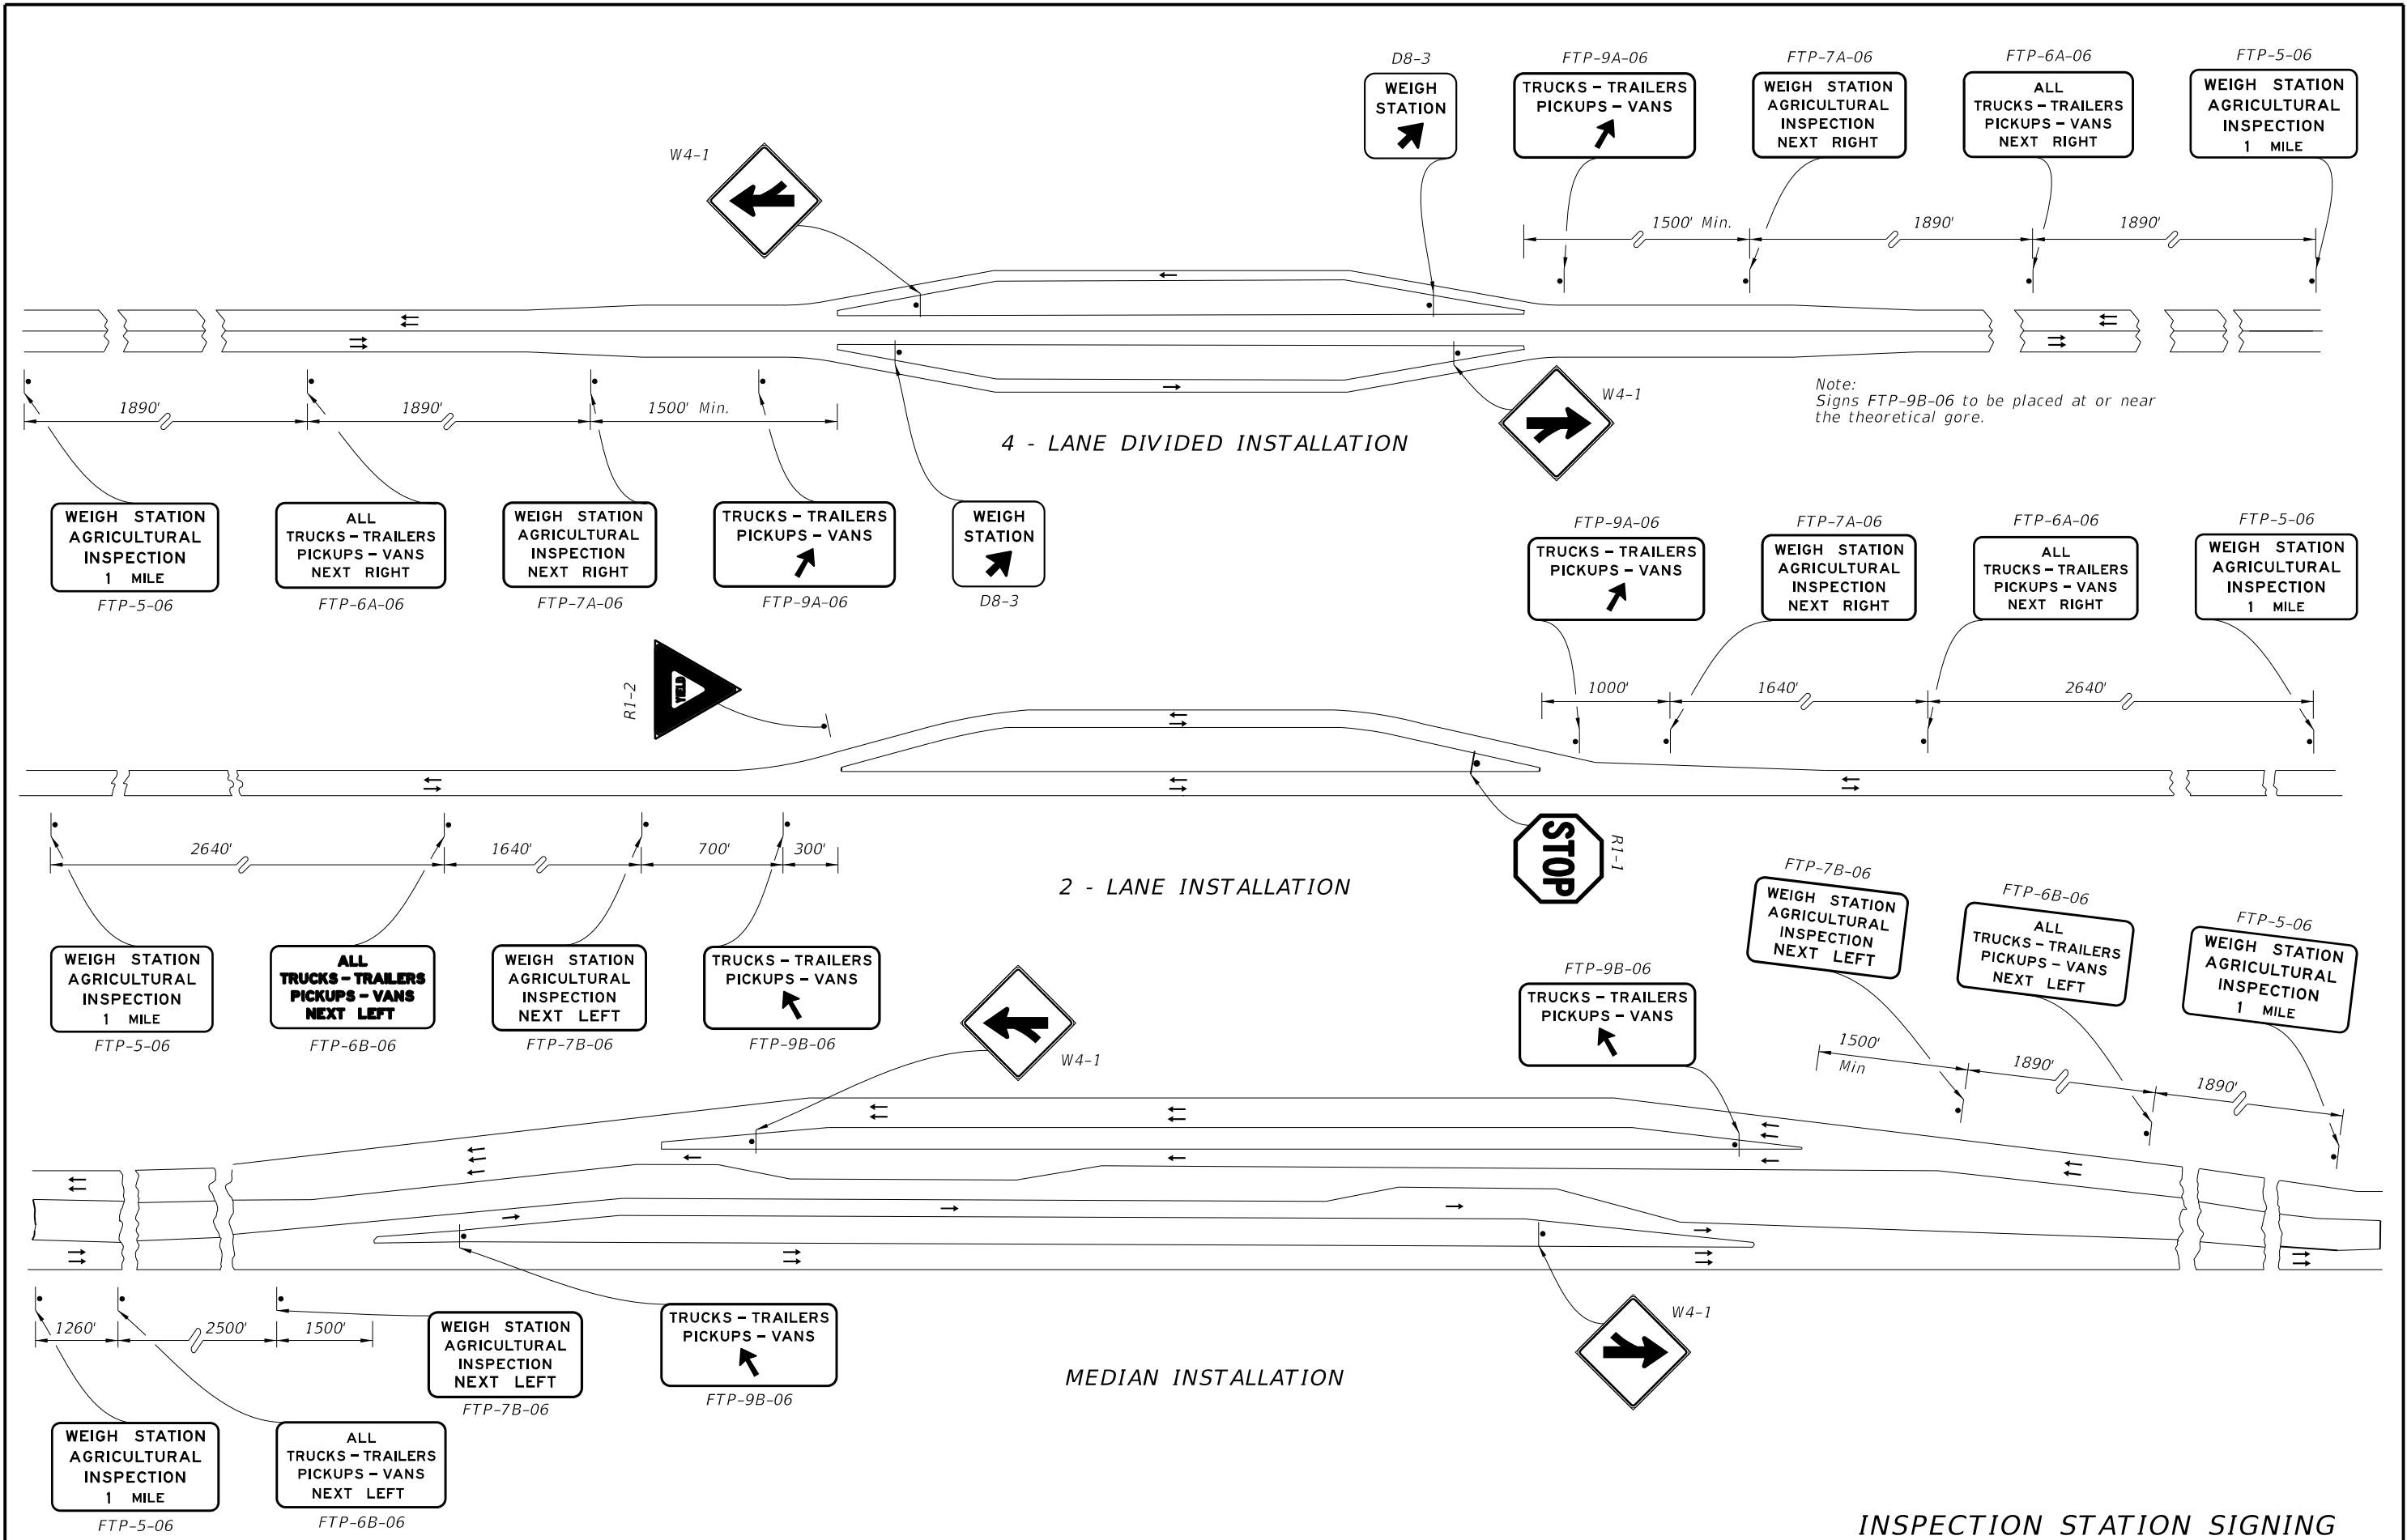 D8-3
WEIGH
STATION
FTP-9A-06
TRUCKS - TRAILERS
PICKUPS - VANS
FTP-7A-06
WEIGH STATION
AGRICULTURAL
INSPECTION
NEXT RIGHT
FTP-6A-06
ALL
TRUCKS - TRAILERS
PICKUPS - VANS
NEXT RIGHT
FTP-5-06
WEIGH STATION
AGRICULTURAL
INSPECTION
1 MILE
W4-1
1500' Min.
1890'
1890'
1890'
1890'
1500' Min.
W4-1
Note:
Signs FTP-9B-06 to be placed at or near
the theoretical gore.
4 - LANE DIVIDED INSTALLATION
WEIGH STATION
AGRICULTURAL
INSPECTION
1 MILE
FTP-5-06
ALL
TRUCKS - TRAILERS
PICKUPS - VANS
NEXT RIGHT
FTP-6A-06
WEIGH STATION
AGRICULTURAL
INSPECTION
NEXT RIGHT
FTP-7A-06
TRUCKS - TRAILERS
PICKUPS - VANS
FTP-9A-06
WEIGH
STATION
D8-3
FTP-9A-06
TRUCKS - TRAILERS
PICKUPS - VANS
FTP-7A-06
WEIGH STATION
AGRICULTURAL
INSPECTION
NEXT RIGHT
FTP-6A-06
ALL
TRUCKS - TRAILERS
PICKUPS - VANS
NEXT RIGHT
FTP-5-06
WEIGH STATION
AGRICULTURAL
INSPECTION
1 MILE
R1-2
YIELD
1000'
1640'
2640'
2640'
1640'
700'
300'
STOP
R1-1
2 - LANE INSTALLATION
WEIGH STATION
AGRICULTURAL
INSPECTION
1 MILE
FTP-5-06
ALL
TRUCKS - TRAILERS
PICKUPS - VANS
NEXT LEFT
FTP-6B-06
WEIGH STATION
AGRICULTURAL
INSPECTION
NEXT LEFT
FTP-7B-06
TRUCKS - TRAILERS
PICKUPS - VANS
FTP-9B-06
W4-1
FTP-9B-06
TRUCKS - TRAILERS
PICKUPS - VANS
FTP-7B-06
WEIGH STATION
AGRICULTURAL
INSPECTION
NEXT LEFT
FTP-6B-06
ALL
TRUCKS - TRAILERS
PICKUPS - VANS
NEXT LEFT
FTP-5-06
WEIGH STATION
AGRICULTURAL
INSPECTION
1 MILE
1500'
Min
1890'
1890'
1260'
2500'
1500'
WEIGH STATION
AGRICULTURAL
INSPECTION
NEXT LEFT
FTP-7B-06
TRUCKS - TRAILERS
PICKUPS - VANS
FTP-9B-06
W4-1
MEDIAN INSTALLATION
WEIGH STATION
AGRICULTURAL
INSPECTION
1 MILE
FTP-5-06
ALL
TRUCKS - TRAILERS
PICKUPS - VANS
NEXT LEFT
FTP-6B-06
INSPECTION STATION SIGNING